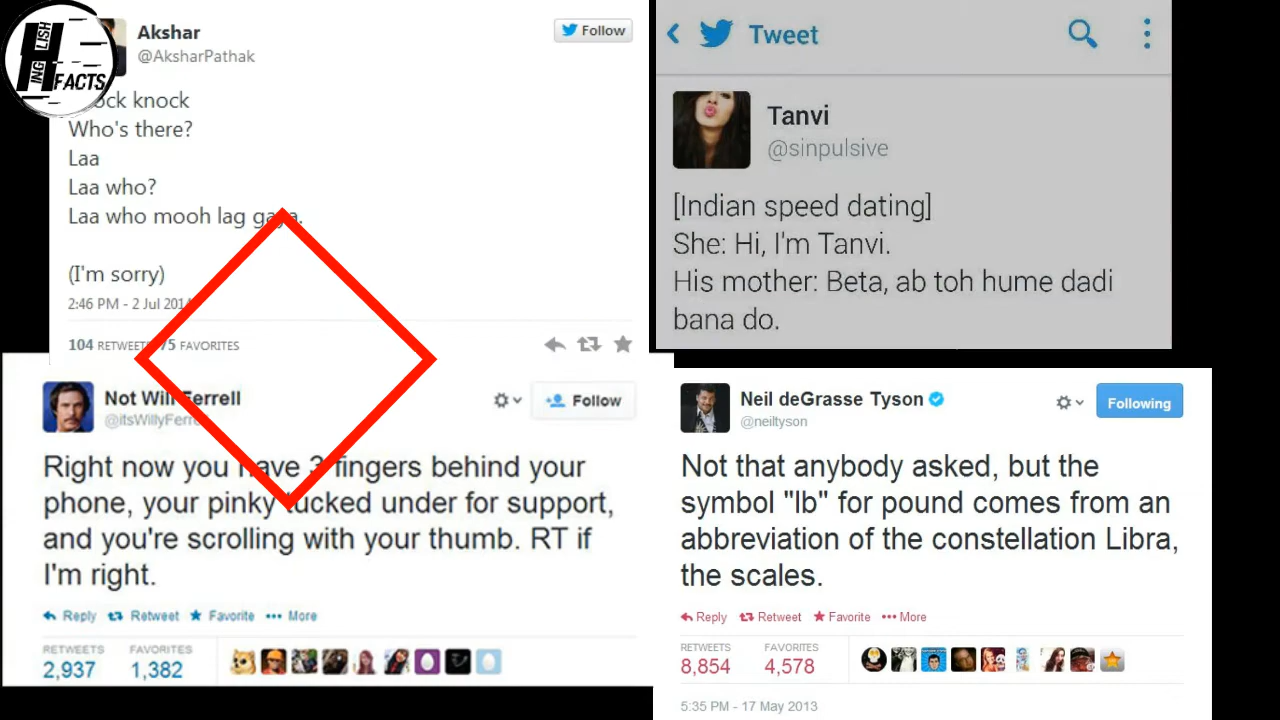 HINGLISH
FACTS
Akshar
@AksharPathak
Follow
knock
Who's there?
Laa
Laa who?
Laa who mooh lag gaya.
(I'm sorry)
2:46 PM - 2 Jul 2014
104 RETWEETS 75 FAVORITES
Tweet
Tanvi
@sinpulsive
[Indian speed dating]
She: Hi, I'm Tanvi.
His mother: Beta, ab toh hume dadi
bana do.
Not Will Ferrell
@itsWillyFerrell
Follow
Right now you have 3 fingers behind your
phone, your pinky tucked under for support,
and you're scrolling with your thumb. RT if
I'm right.
Reply Retweet Favorite More
RETWEETS FAVORITES
2,937 1,382
Neil deGrasse Tyson
@neiltyson
Following
Not that anybody asked, but the
symbol "lb" for pound comes from an
abbreviation of the constellation Libra,
the scales.
Reply Retweet Favorite More
RETWEETS FAVORITES
8,854 4,578
5:35 PM - 17 May 2013